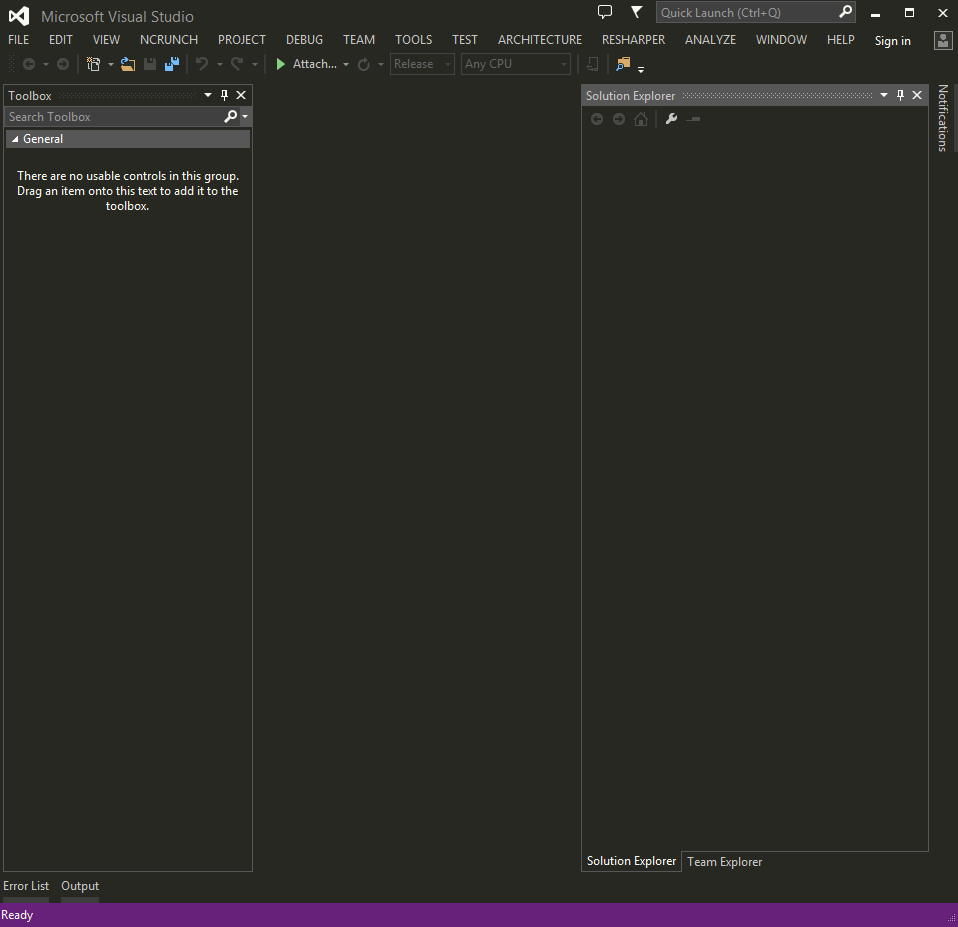 Microsoft Visual Studio
Quick Launch (Ctrl+Q)
FILE EDIT VIEW NCRUNCH PROJECT DEBUG TEAM TOOLS TEST ARCHITECTURE RESHARPER ANALYZE WINDOW HELP Sign in
Attach... Release Any CPU
Toolbox
Search Toolbox
General
There are no usable controls in this group.
Drag an item onto this text to add it to the
toolbox.
Solution Explorer
Notifications
Solution Explorer Team Explorer
Error List Output
Ready